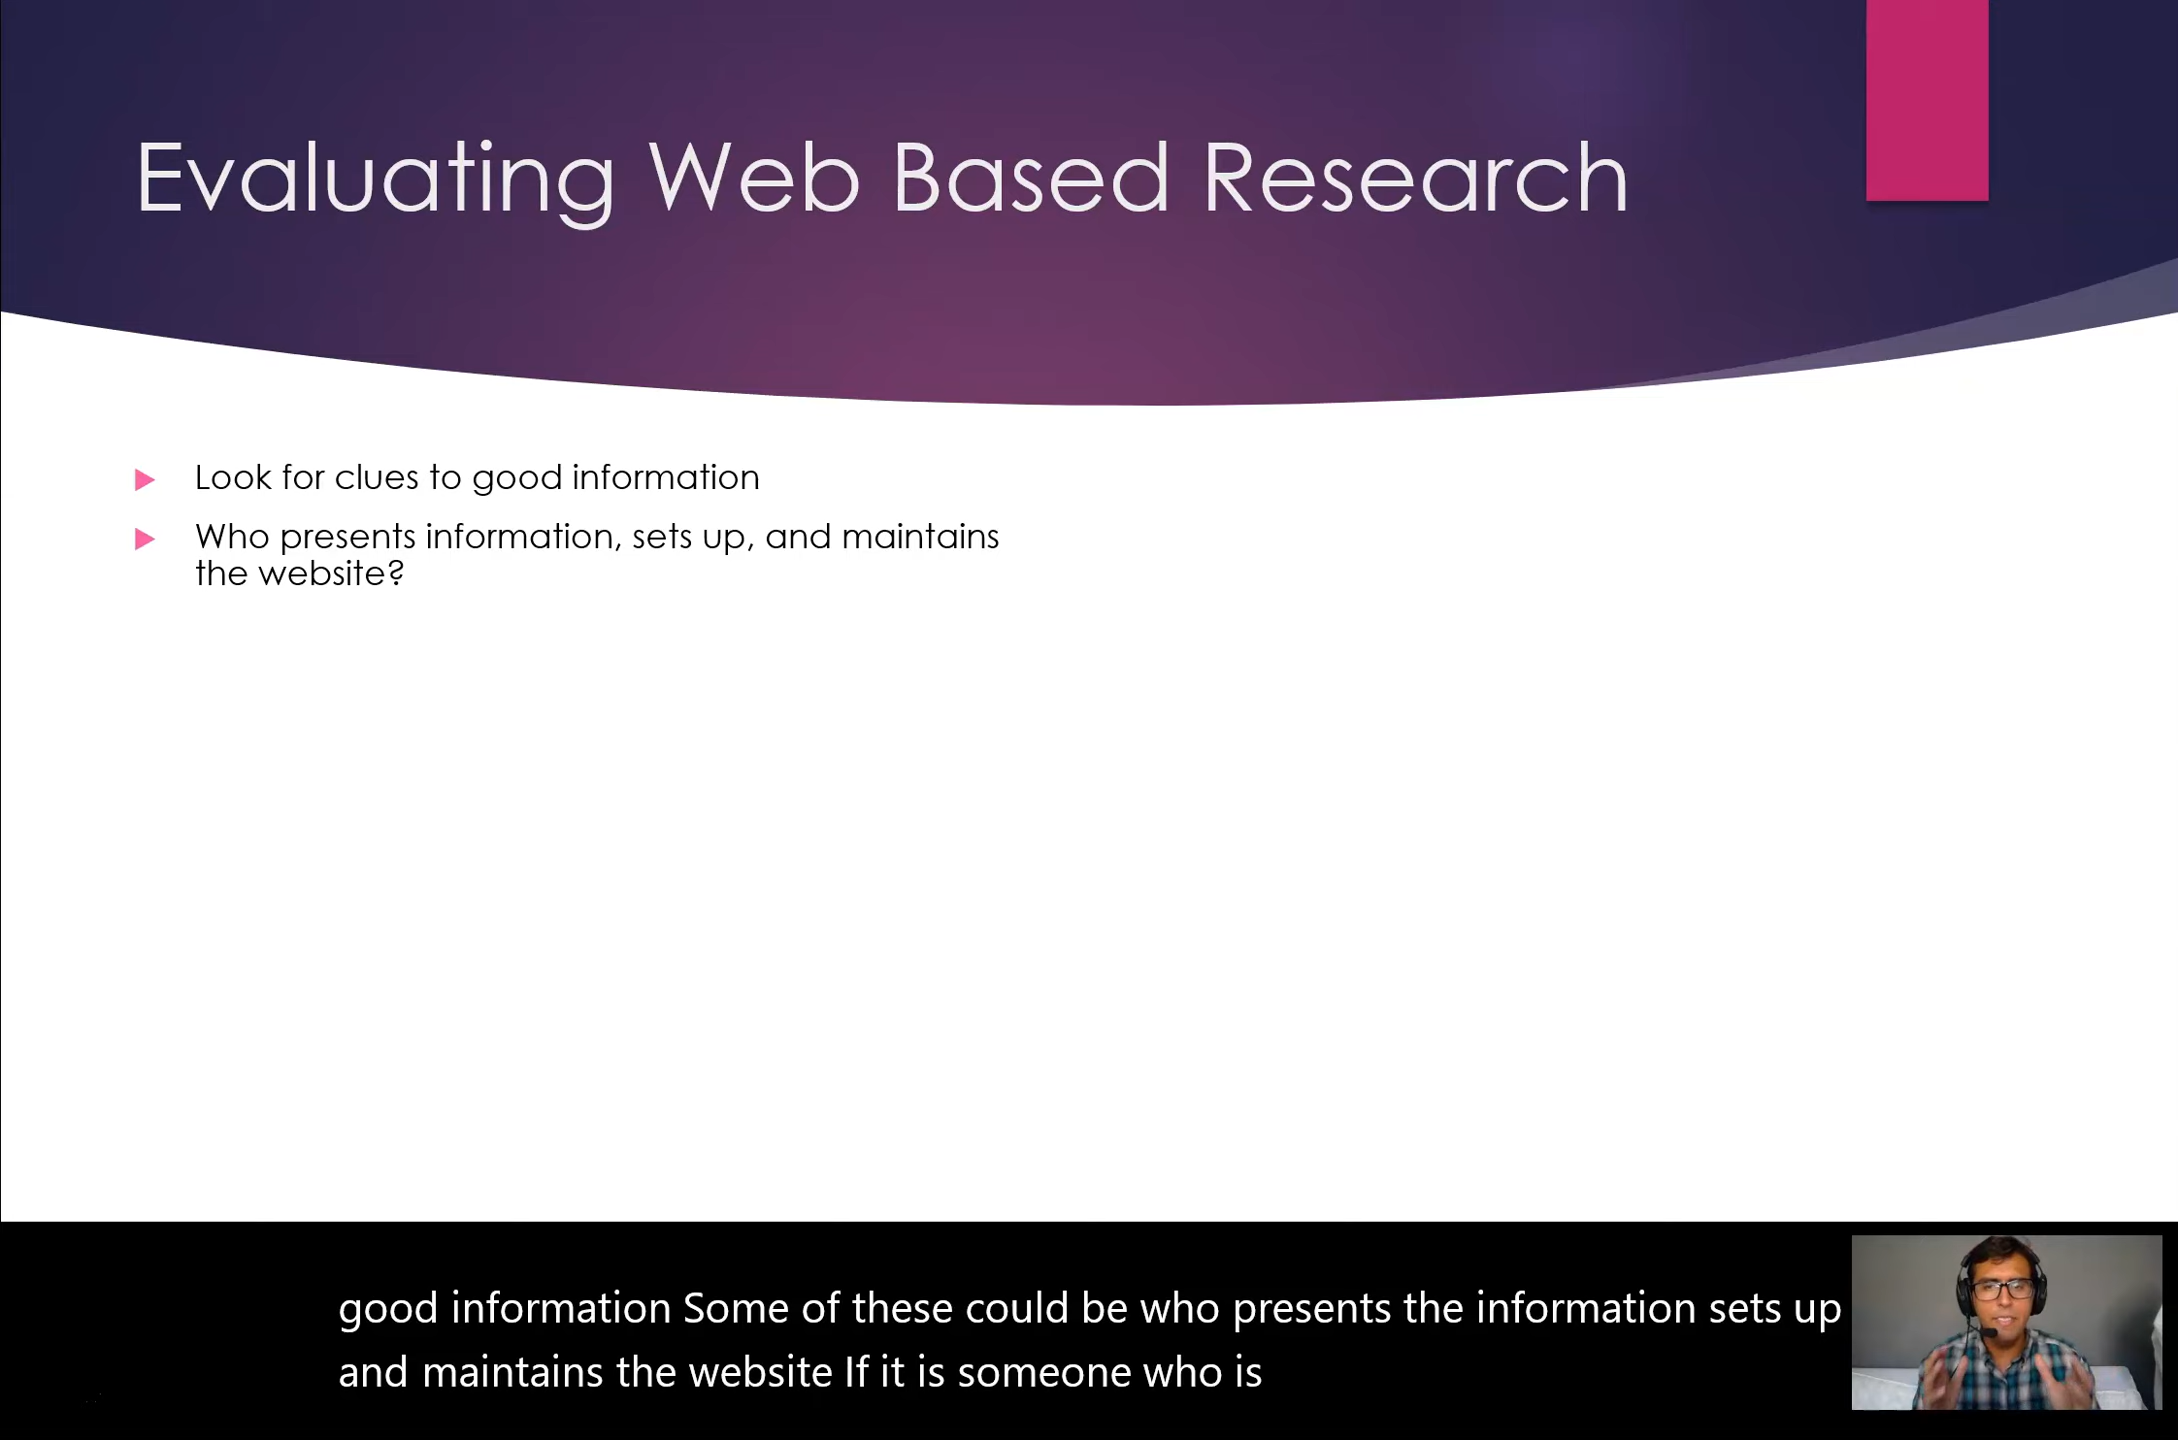 Evaluating Web Based Research
Look for clues to good information
Who presents information, sets up, and maintains
the website?
good information Some of these could be who presents the information sets up
and maintains the website If it is someone who is